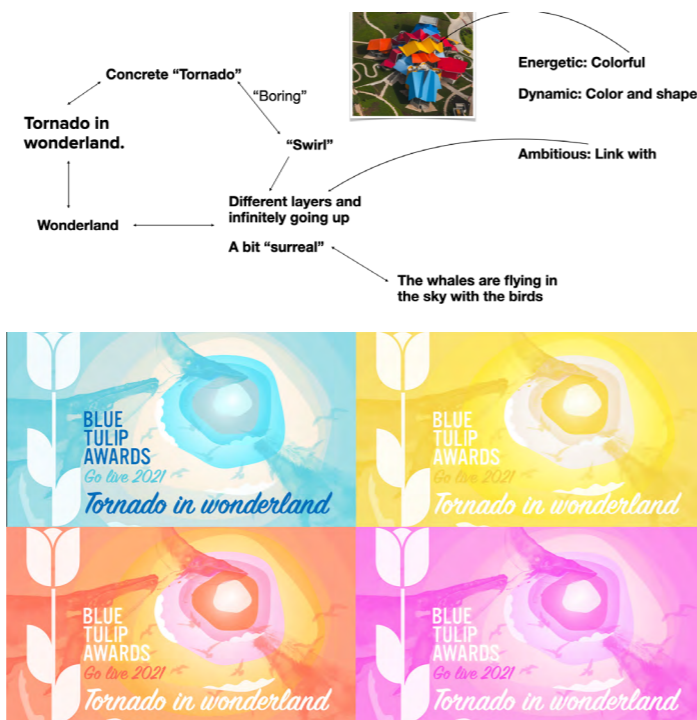 Concrete “Tornado”
“Boring”
Energetic: Colorful
Dynamic: Color and shape
Tornado in
wonderland.
“Swirl”
Ambitious: Link with
Different layers and
infinitely going up
Wonderland
A bit “surreal”
The whales are flying in
the sky with the birds
BLUE
TULIP
AWARDS
Go live 2021
Tornado in wonderland
BLUE
TULIP
AWARDS
Go live 2021
Tornado in wonderland
BLUE
TULIP
AWARDS
Go live 2021
Tornado in wonderland
BLUE
TULIP
AWARDS
Go live 2021
Tornado in wonderland